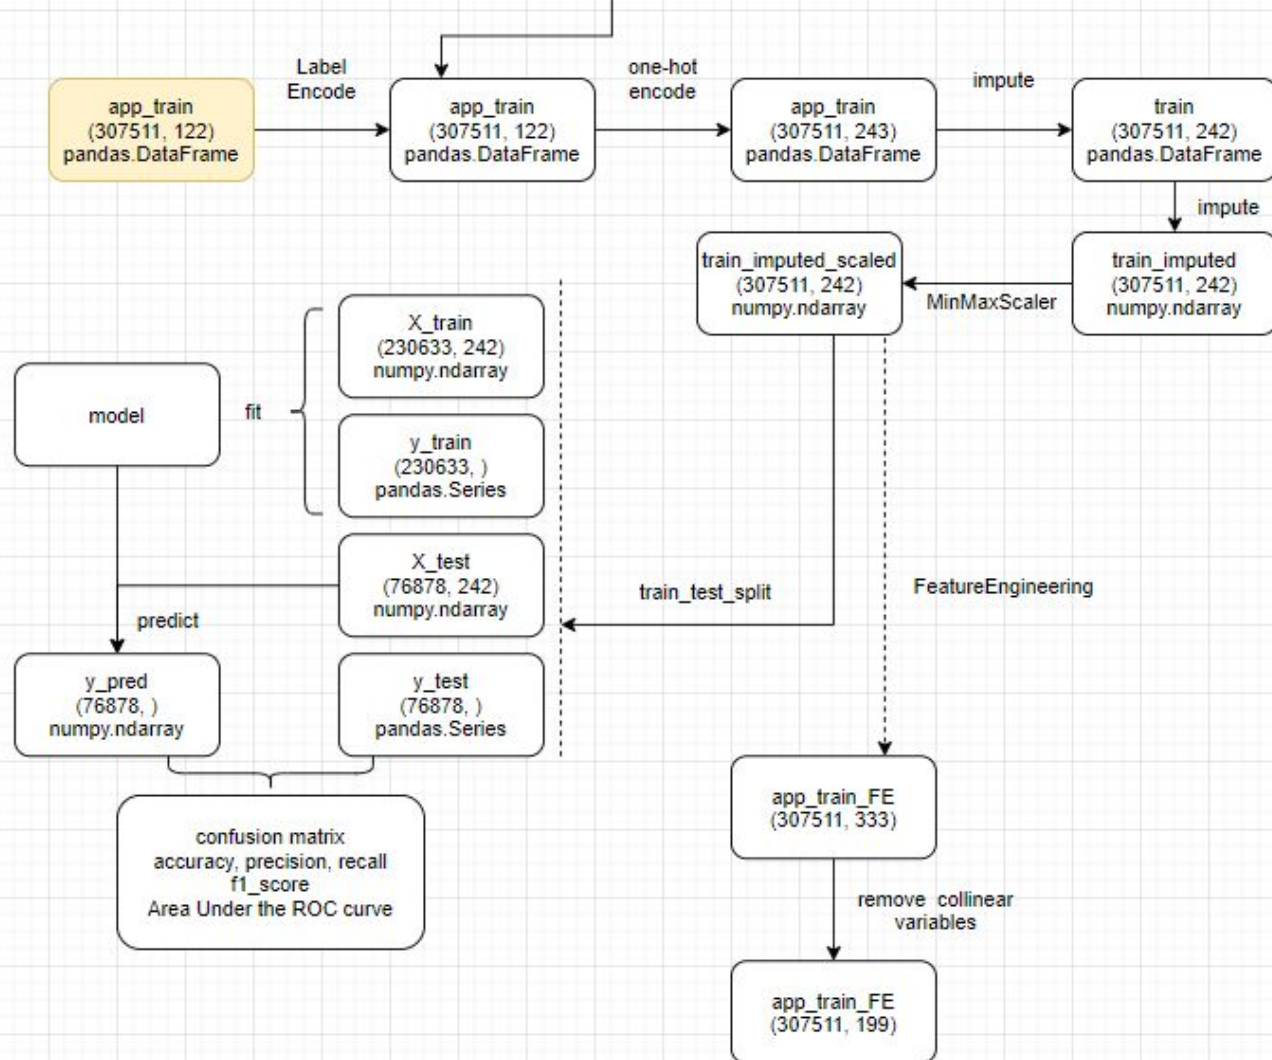 Label
Encode
one-hot
encode
impute
app_train
(307511, 122)
pandas.DataFrame
app_train
(307511, 122)
pandas.DataFrame
app_train
(307511, 243)
pandas.DataFrame
train
(307511, 242)
pandas.DataFrame
impute
train_imputed_scaled
(307511, 242)
numpy.ndarray
MinMaxScaler
train_imputed
(307511, 242)
numpy.ndarray
X_train
(230633, 242)
numpy.ndarray
model
fit
y_train
(230633, )
pandas.Series
X_test
(76878, 242)
numpy.ndarray
train_test_split
FeatureEngineering
predict
y_pred
(76878, )
numpy.ndarray
y_test
(76878, )
pandas.Series
confusion matrix
accuracy, precision, recall
f1_score
Area Under the ROC curve
app_train_FE
(307511, 333)
remove collinear
variables
app_train_FE
(307511, 199)